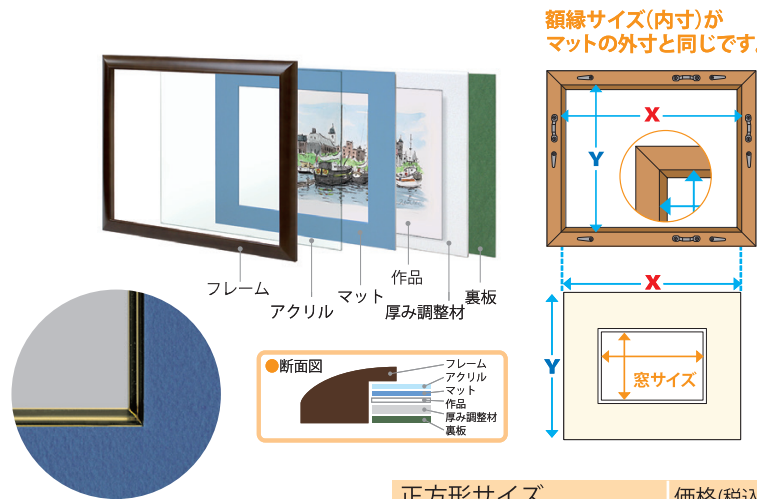 額縁サイズ(内寸)が
マットの外寸と同じです。
X
Y
フレーム
アクリル
マット
作品
厚み調整材
裏板
X
Y
窓サイズ
●断面図
フレーム
アクリル
マット
作品
厚み調整材
裏板
正方形サイズ
価格(税込